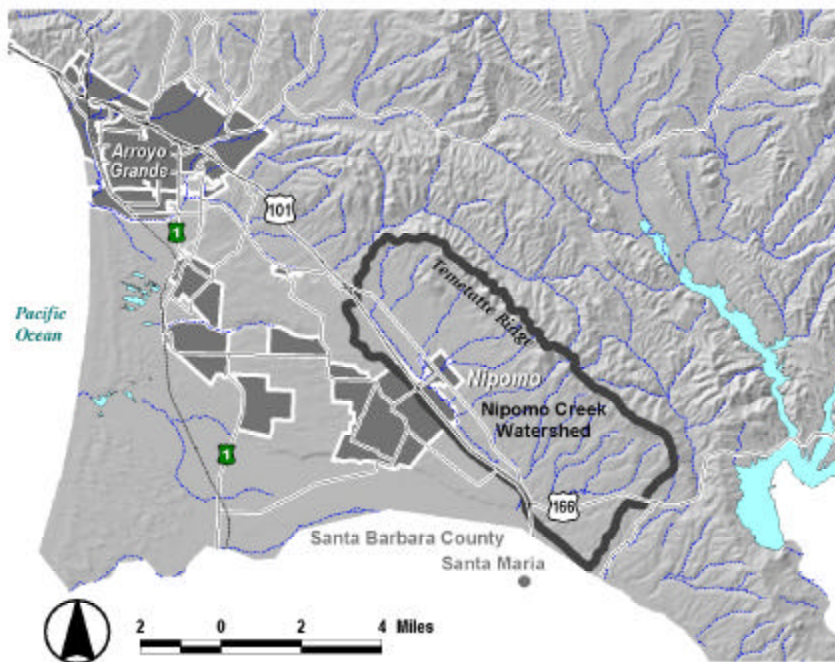 Arroyo
Grande
101
1
Pacific
Ocean
Temetatte Ridge
Nipomo
Nipomo Creek
Watershed
1
166
Santa Barbara County
Santa Maria
2 0 2 4 Miles